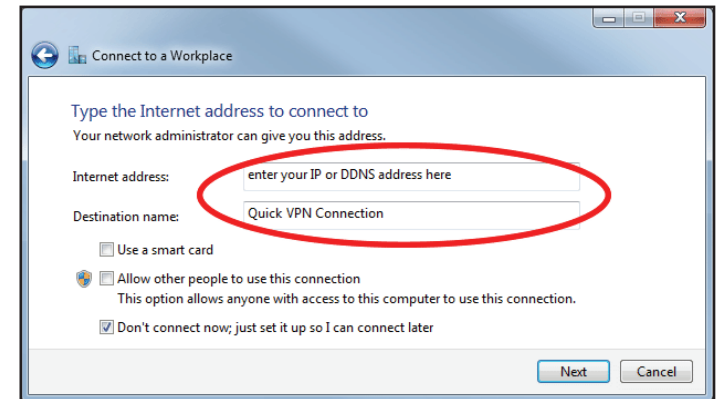 Connect to a Workplace
Type the Internet address to connect to
Your network administrator can give you this address.
Internet address: enter your IP or DDNS address here
Destination name: Quick VPN Connection
Use a smart card
Allow other people to use this connection
This option allows anyone with access to this computer to use this connection.
Don't connect now; just set it up so I can connect later
Next Cancel